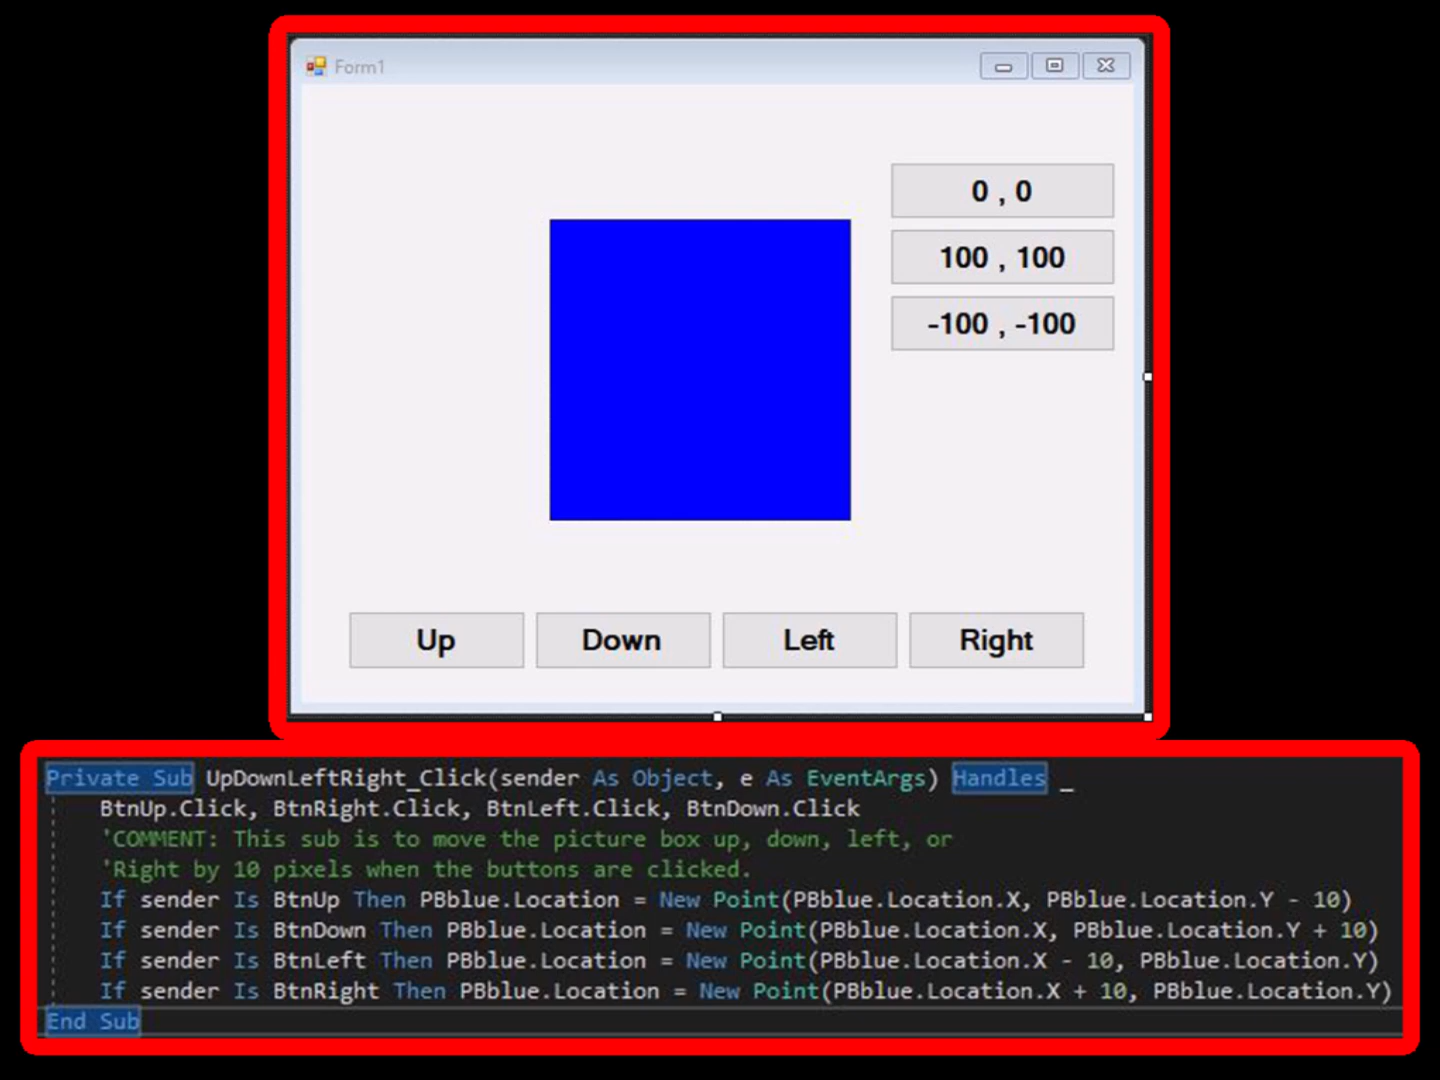 Form1
0 , 0
100 , 100
-100 , -100
Up Down Left Right
Private Sub UpDownLeftRight_Click(sender As Object, e As EventArgs) Handles _
BtnUp.Click, BtnRight.Click, BtnLeft.Click, BtnDown.Click
'COMMENT: This sub is to move the picture box up, down, left, or
'Right by 10 pixels when the buttons are clicked.
If sender Is BtnUp Then PBblue.Location = New Point(PBblue.Location.X, PBblue.Location.Y - 10)
If sender Is BtnDown Then PBblue.Location = New Point(PBblue.Location.X, PBblue.Location.Y + 10)
If sender Is BtnLeft Then PBblue.Location = New Point(PBblue.Location.X - 10, PBblue.Location.Y)
If sender Is BtnRight Then PBblue.Location = New Point(PBblue.Location.X + 10, PBblue.Location.Y)
End Sub